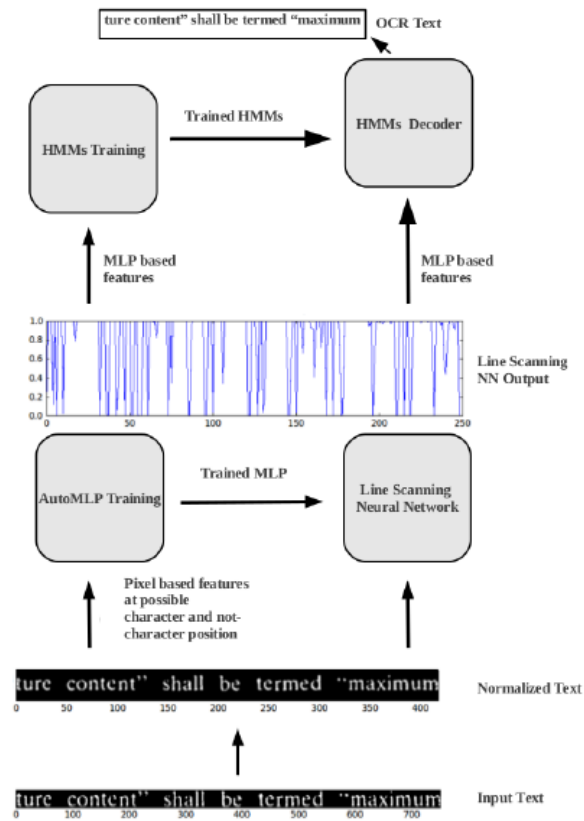 ture content” shall be termed “maximum
OCR Text
HMMs Training
Trained HMMs
HMMs Decoder
MLP based
features
MLP based
features
1.0
0.8
0.6
0.4
0.2
0.0
0 50 100 150 200 250
Line Scanning
NN Output
AutoMLP Training
Trained MLP
Line Scanning
Neural Network
Pixel based features
at possible
character and not-
character position
ture content” shall be termed “maximum
0 50 100 150 200 250 300 350 400
Normalized Text
ture content” shall be termed “maximum
0 100 200 300 400 500 600 700
Input Text